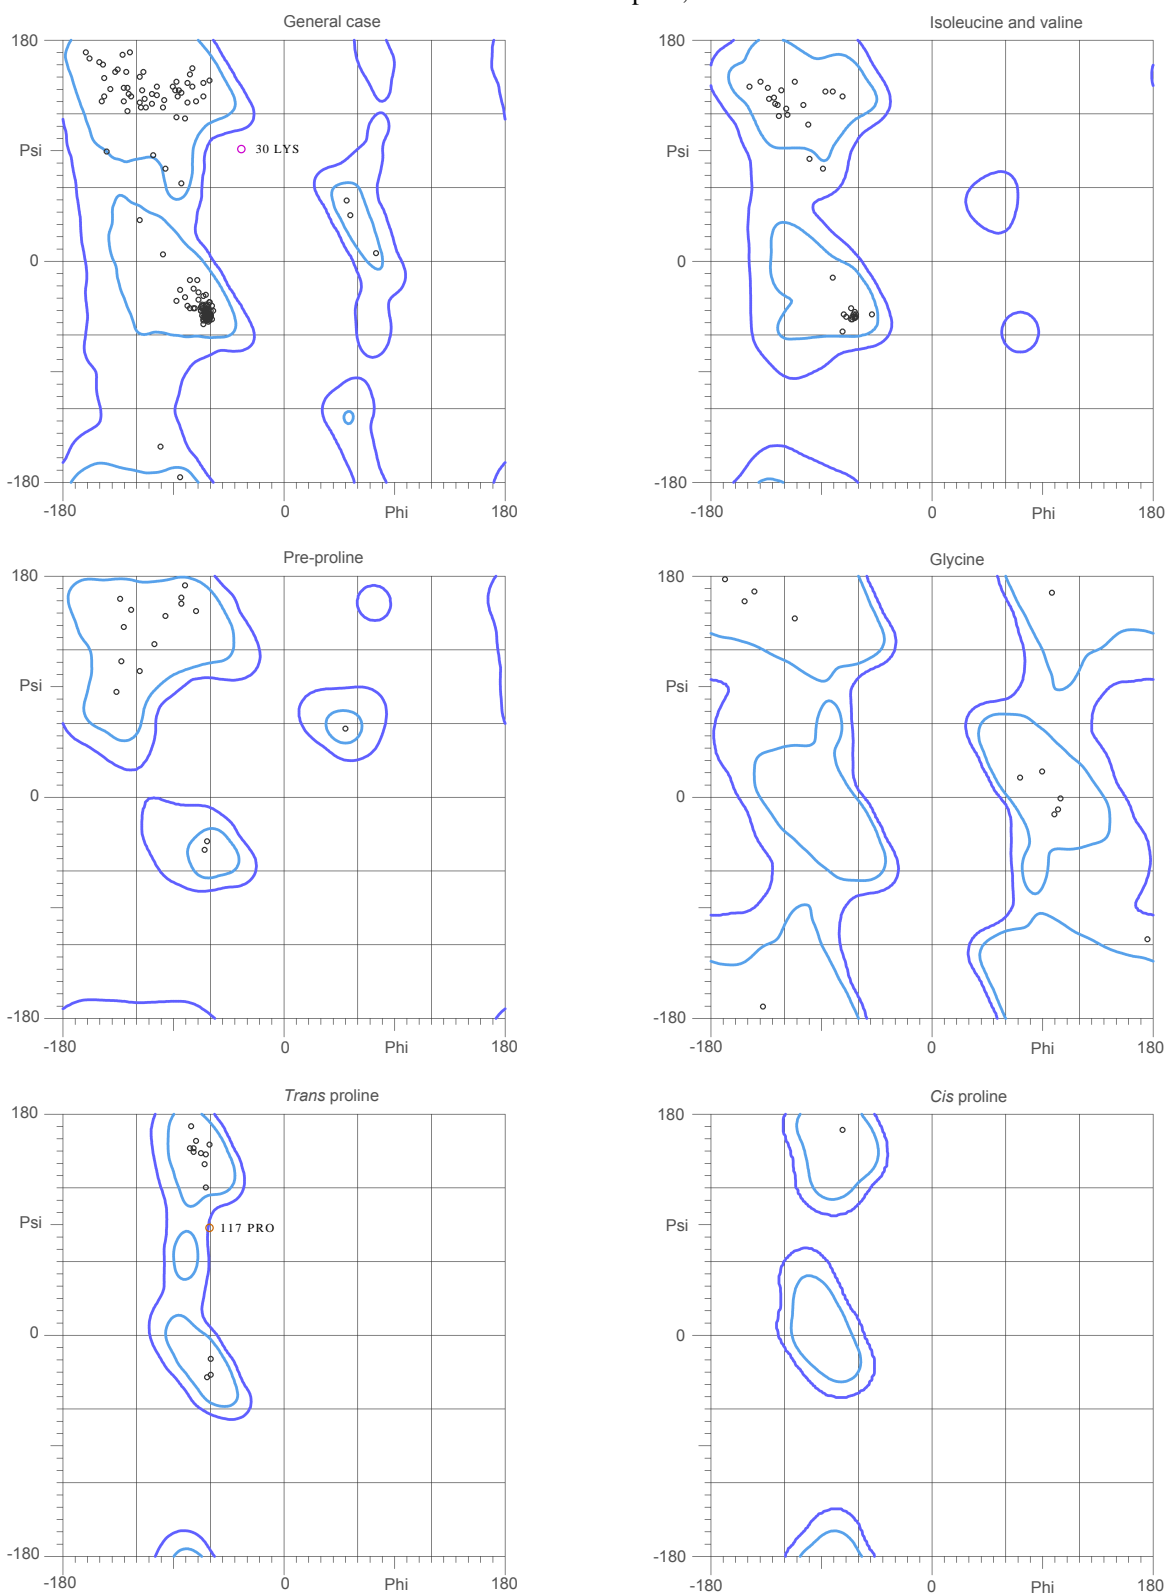 General case
Isoleucine and valine
180
Psi
0
-180
-180
0
Phi
180
30 LYS
180
Psi
0
-180
-180
0
Phi
180
Pre-proline
Glycine
180
Psi
0
-180
-180
0
Phi
180
180
Psi
0
-180
-180
0
Phi
180
Trans proline
Cis proline
180
Psi
0
-180
-180
0
Phi
180
117 PRO
180
Psi
0
-180
-180
0
Phi
180